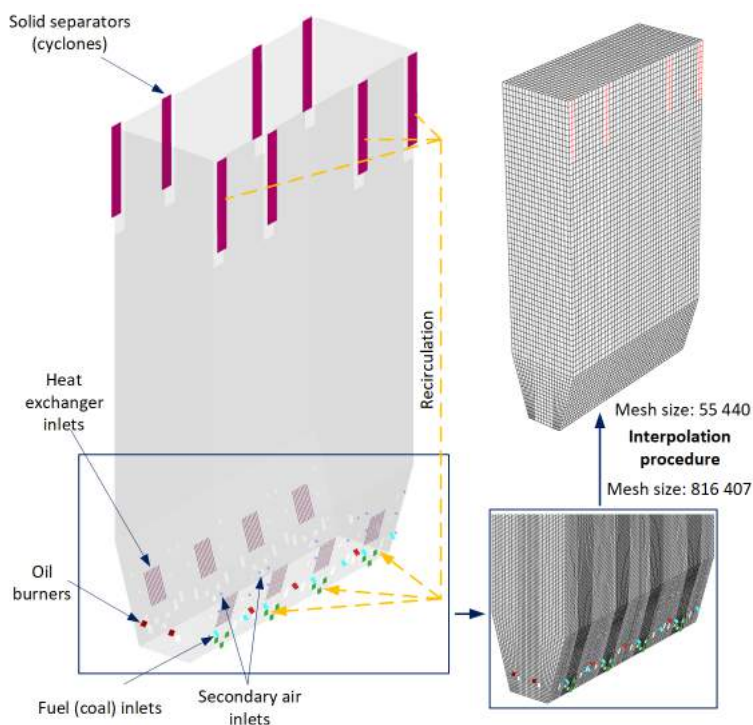 Solid separators
(cyclones)
Recirculation
Heat
exchanger
inlets
Oil
burners
Fuel (coal) inlets
Secondary air
inlets
Mesh size: 55 440
Interpolation
procedure
Mesh size: 816 407